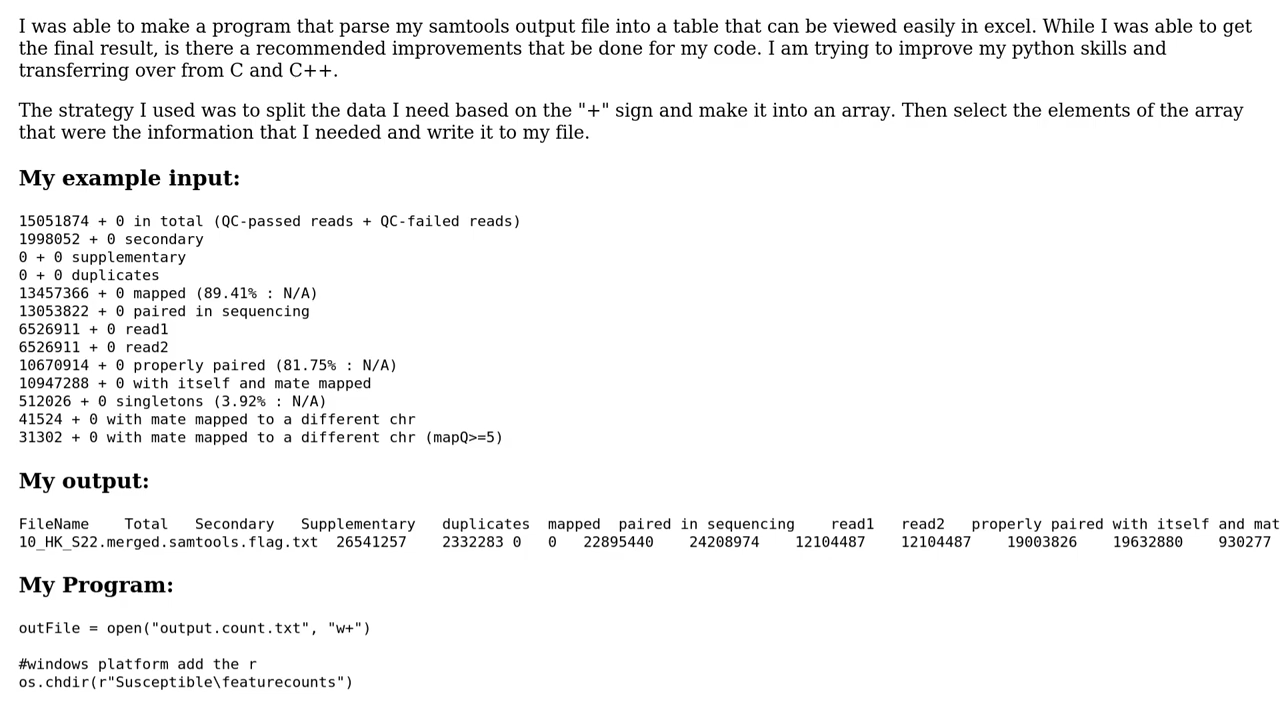 I was able to make a program that parse my samtools output file into a table that can be viewed easily in excel. While I was able to get
the final result, is there a recommended improvements that be done for my code. I am trying to improve my python skills and
transferring over from C and C++.
The strategy I used was to split the data I need based on the "+" sign and make it into an array. Then select the elements of the array
that were the information that I needed and write it to my file.
My example input:
15051874 + 0 in total (QC-passed reads + QC-failed reads)
1998052 + 0 secondary
0 + 0 supplementary
0 + 0 duplicates
13457366 + 0 mapped (89.41% : N/A)
13053822 + 0 paired in sequencing
6526911 + 0 read1
6526911 + 0 read2
10670914 + 0 properly paired (81.75% : N/A)
10947288 + 0 with itself and mate mapped
512026 + 0 singletons (3.92% : N/A)
41524 + 0 with mate mapped to a different chr
31302 + 0 with mate mapped to a different chr (mapQ>=5)
My output:
FileName    Total   Secondary   Supplementary   duplicates  mapped  paired in sequencing    read1   read2   properly paired with itself and mat
10_HK_S22.merged.samtools.flag.txt  26541257    2332283 0   0   22895440    24208974    12104487    12104487    19003826    19632880    930277
My Program:
outFile = open("output.count.txt", "w+")
#windows platform add the r
os.chdir(r"Susceptible\featurecounts")